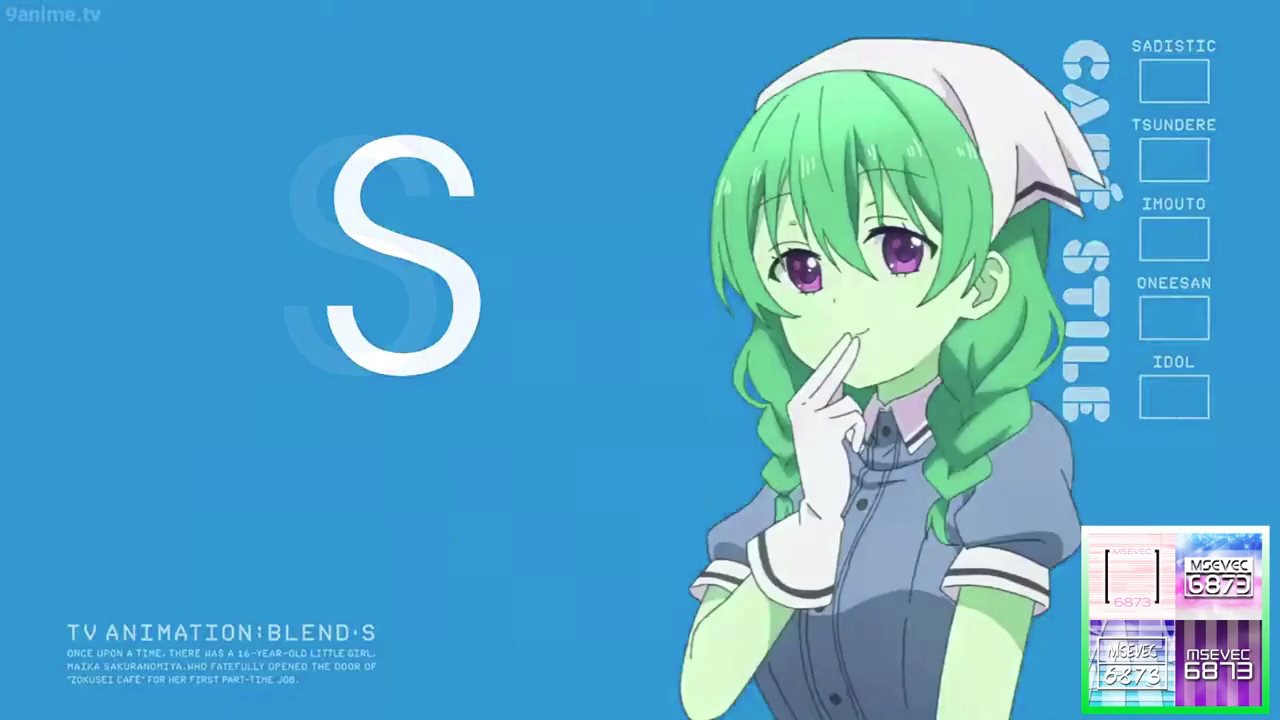 9anime.tv
SADISTIC
TSUNDERE
IMOUTO
ONEESAN
IDOL
CAFÉ STILE
S
TV ANIMATION:BLEND·S
ONCE UPON A TIME, THERE WAS A 16-YEAR-OLD LITTLE GIRL,
MAIKA SAKURANOMIYA.WHO FATEFULLY OPENED THE DOOR OF
"ZOKUSEI CAFÉ" FOR HER FIRST PART-TIME JOB.
MSEVEC
6873
MSEVEC
6873
MSEVEC
6873
MSEVEC
6873